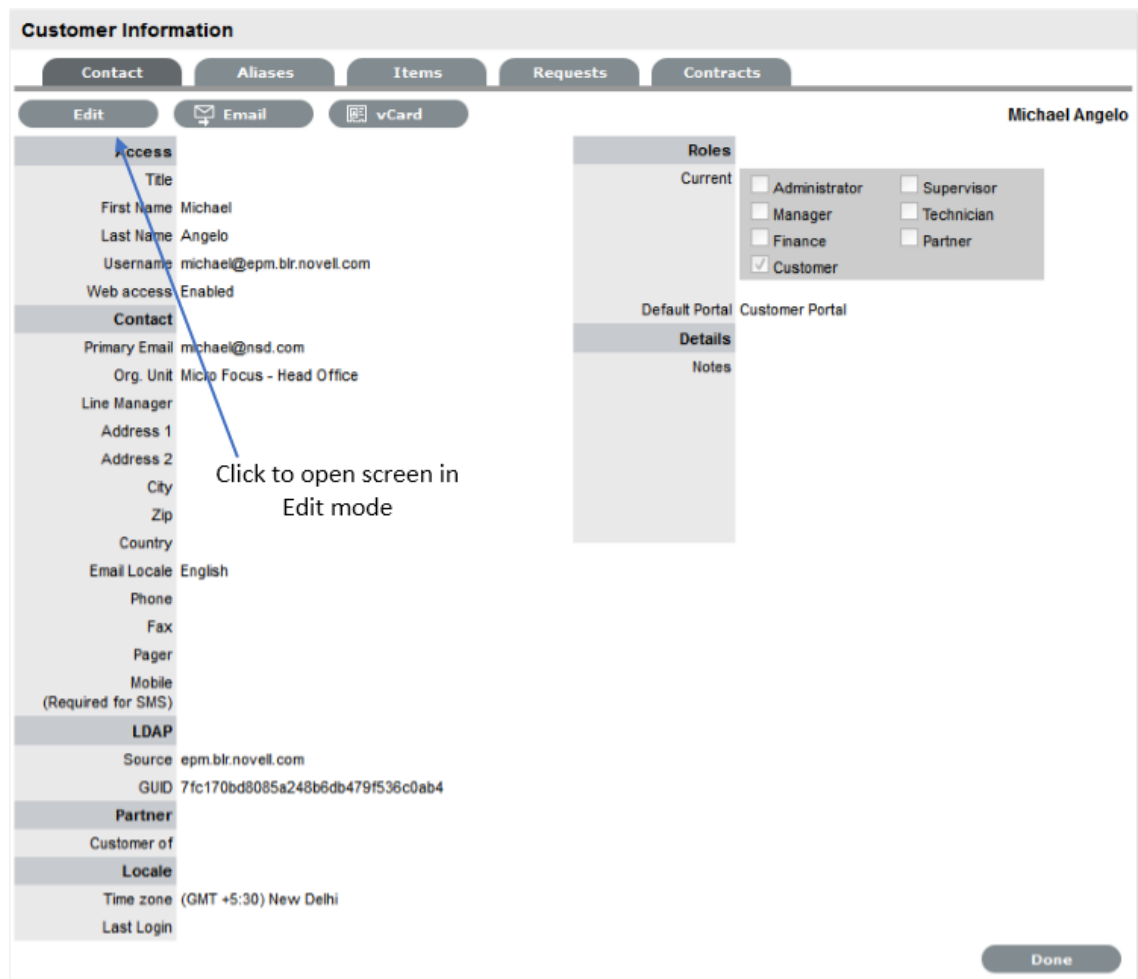 Customer Information
Contact Aliases Items Requests Contracts
Edit Email vCard Michael Angelo
Access
Title
First Name Michael
Last Name Angelo
Username michael@epm.blr.novell.com
Web access Enabled
Contact
Primary Email michael@nsd.com
Org. Unit Micro Focus - Head Office
Line Manager
Address 1
Address 2
City
Zip
Country
Email Locale English
Phone
Fax
Pager
Mobile
(Required for SMS)
LDAP
Source epm.blr.novell.com
GUID 7fc170bd8085a248b6db479f536c0ab4
Partner
Customer of
Locale
Time zone (GMT +5:30) New Delhi
Last Login
Click to open screen in
Edit mode
Roles
Current
Administrator Supervisor
Manager Technician
Finance Partner
Customer
Default Portal Customer Portal
Details
Notes
Done